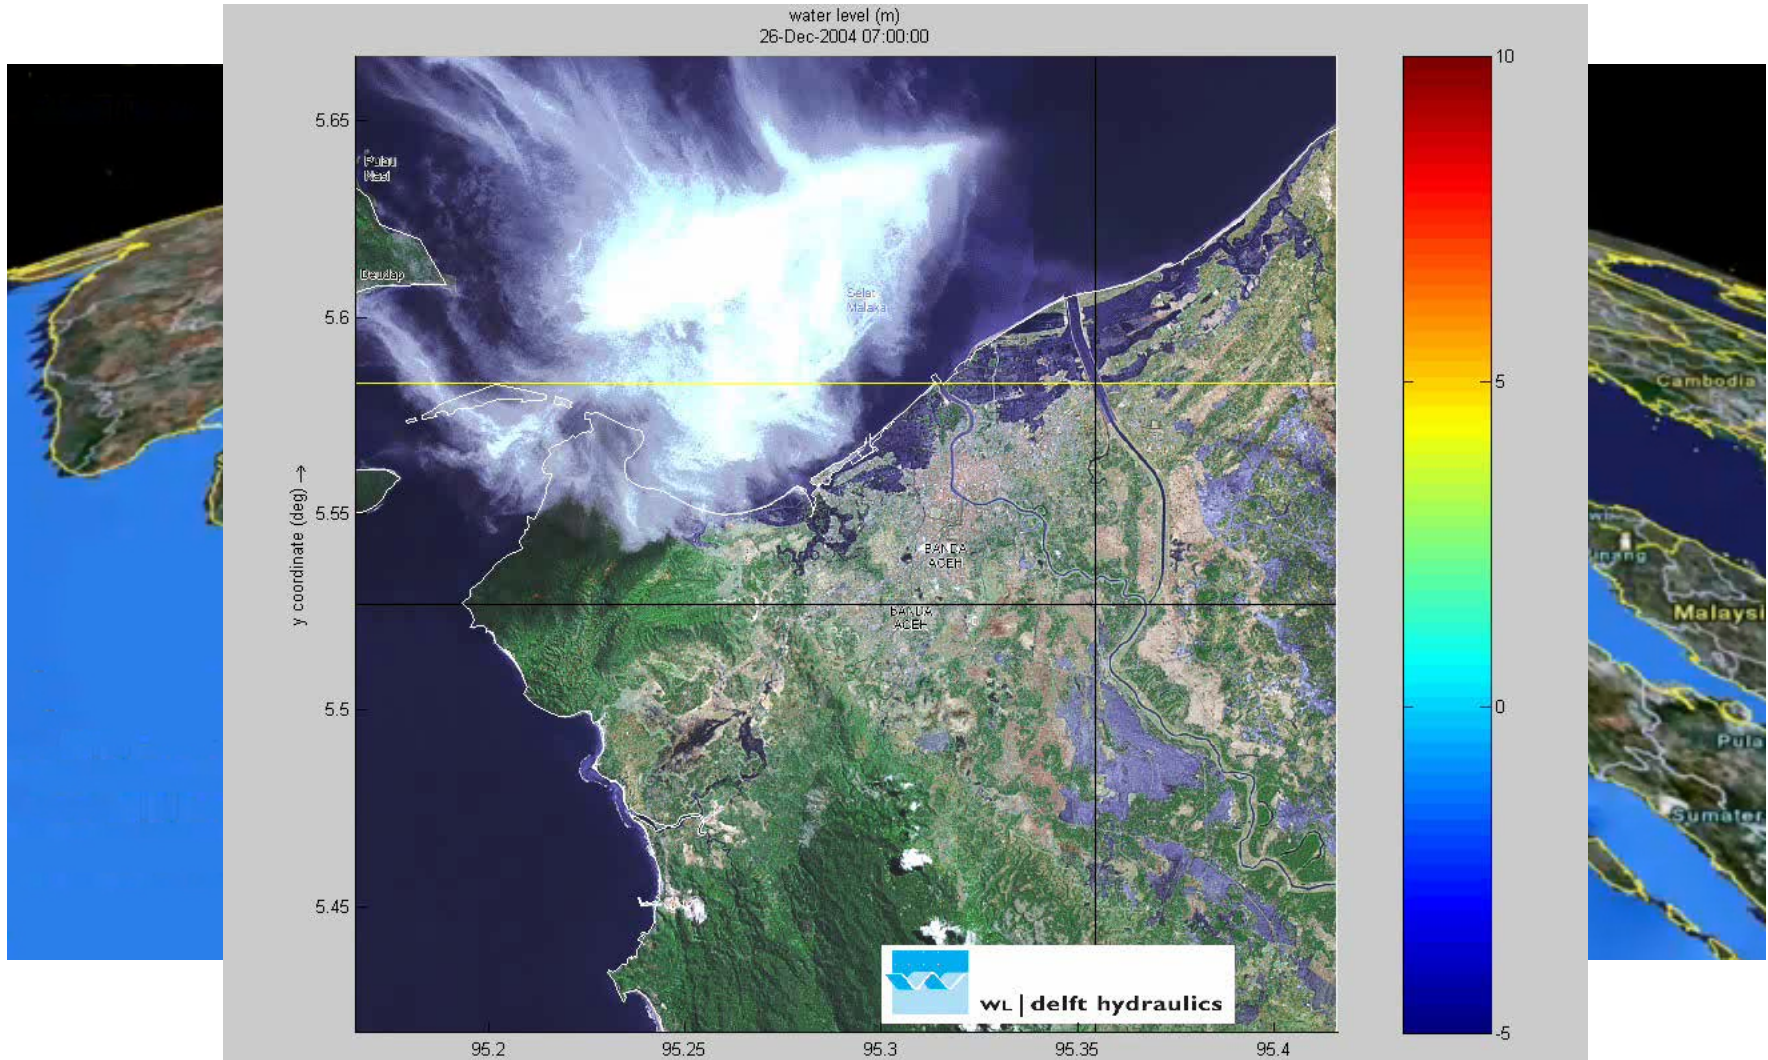 water level (m)
26-Dec-2004 07:00:00
10
5.65
Pulau
Nasi
Deudap
Selat
Malaka
5.6
5
Cambodia
y coordinate (deg) →
5.55
BANDA
ACEH
BANDA
ACEH
inang
Malaysi
5.5
0
Pula
Sumater
5.45
WL | delft hydraulics
-5
95.2
95.25
95.3
95.35
95.4